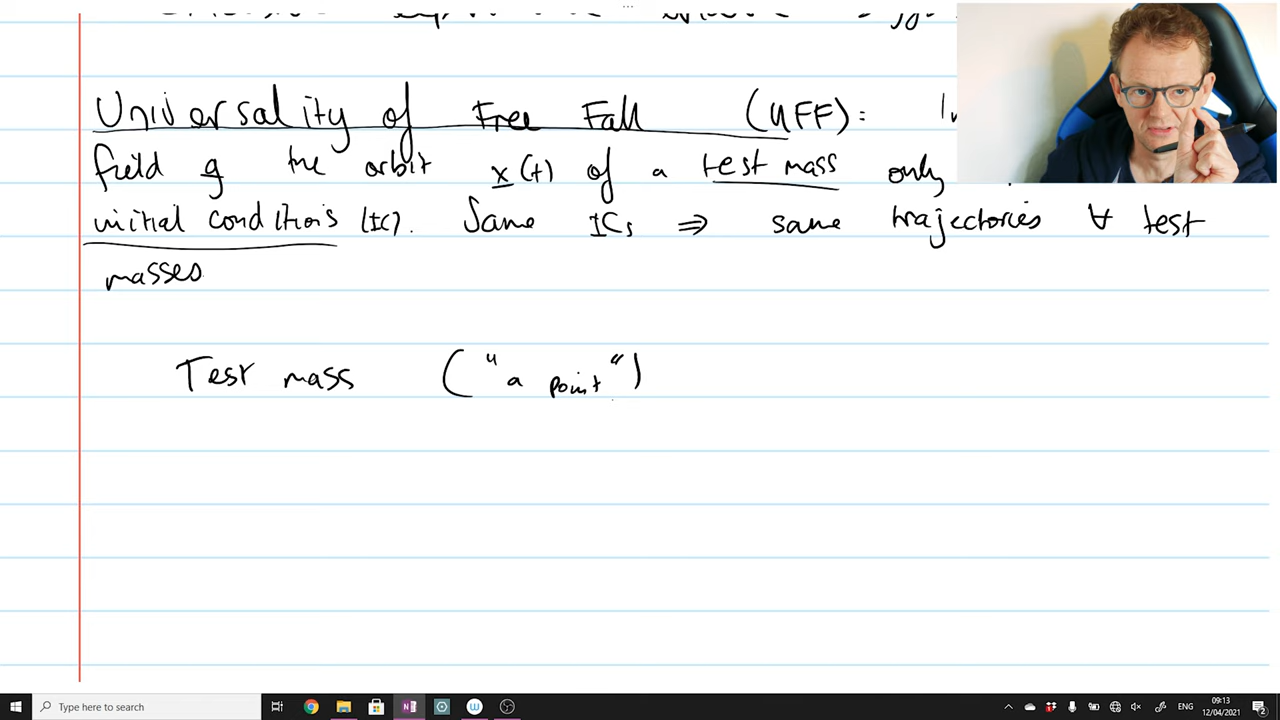 Universality of Free Fall (UFF):
field g the orbit x(t) of a test mass only
initial conditions (IC). Same ICs ⇒ same trajectories ∀ test
masses
Test mass ("a point")
Type here to search
ENG
09:13
12/04/2021